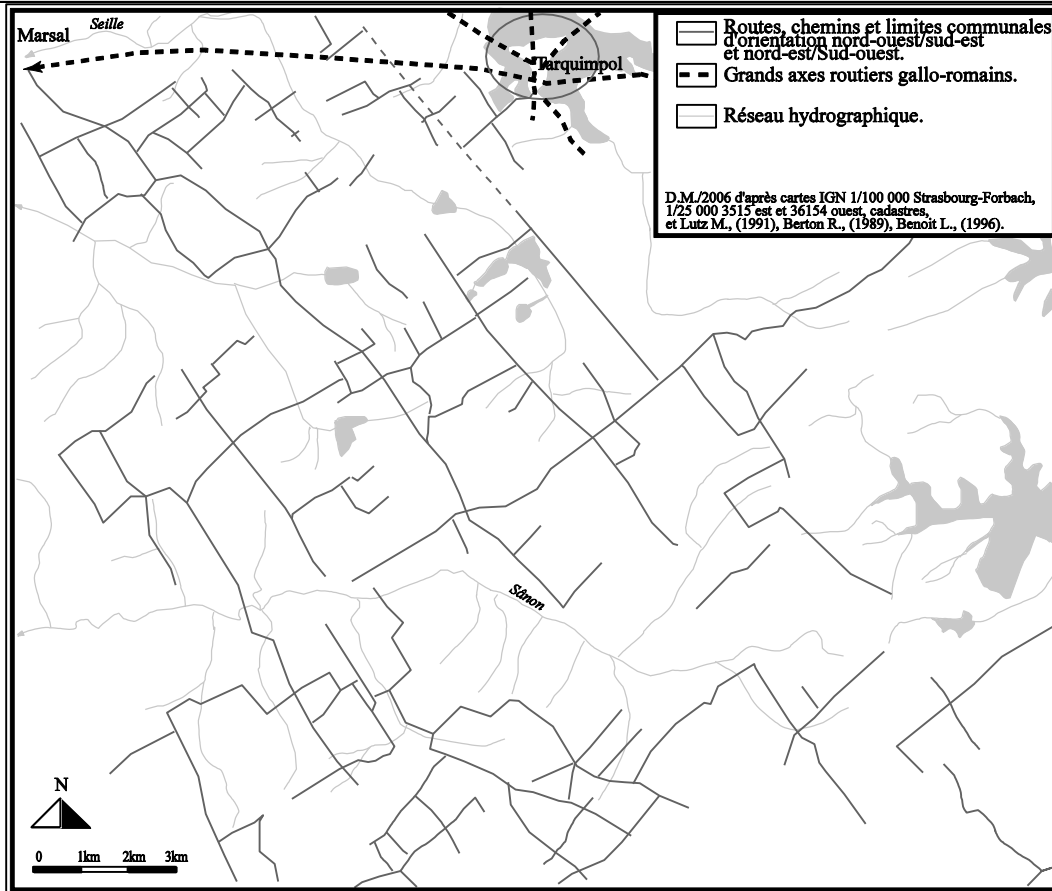 Seille
Marsal
Tarquimpol
Routes, chemins et limites communales
d'orientation nord-ouest/sud-est
et nord-est/Sud-ouest.
Grands axes routiers gallo-romains.
Réseau hydrographique.
D.M./2006 d'après cartes IGN 1/100 000 Strasbourg-Forbach,
1/25 000 3515 est et 36154 ouest, cadastres,
et Lutz M., (1991), Berton R., (1989), Benoit L., (1996).
Sânon
N
0 1km 2km 3km